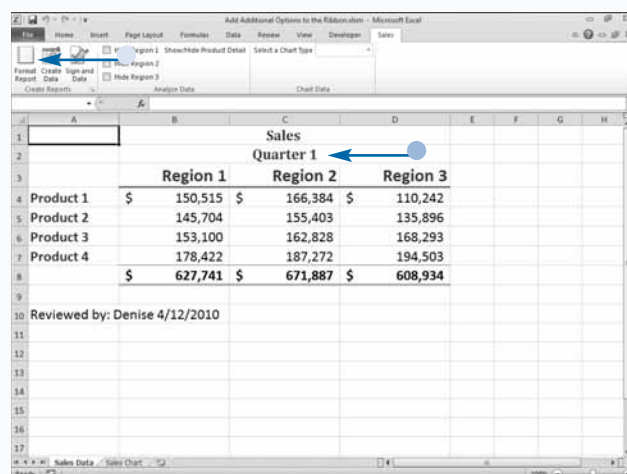 Add Additional Options to the Ribbon.xlsm - Microsoft Excel
File Home Insert Page Layout Formulas Data Review View Developer Sales
Region 1 Show/Hide Product Detail Select a Chart Type
Hide Region 2
Format Report Create Data Sign and Date Hide Region 3
Create Reports Analyze Data Chart Data
fx
A B C D E F G H
1 Sales
2 Quarter 1
3 Region 1 Region 2 Region 3
4 Product 1 $ 150,515 $ 166,384 $ 110,242
5 Product 2 145,704 155,403 135,896
6 Product 3 153,100 162,828 168,293
7 Product 4 178,422 187,272 194,503
8 $ 627,741 $ 671,887 $ 608,934
9
10 Reviewed by: Denise 4/12/2010
11
12
13
14
15
16
17
Sales Data Sales Chart